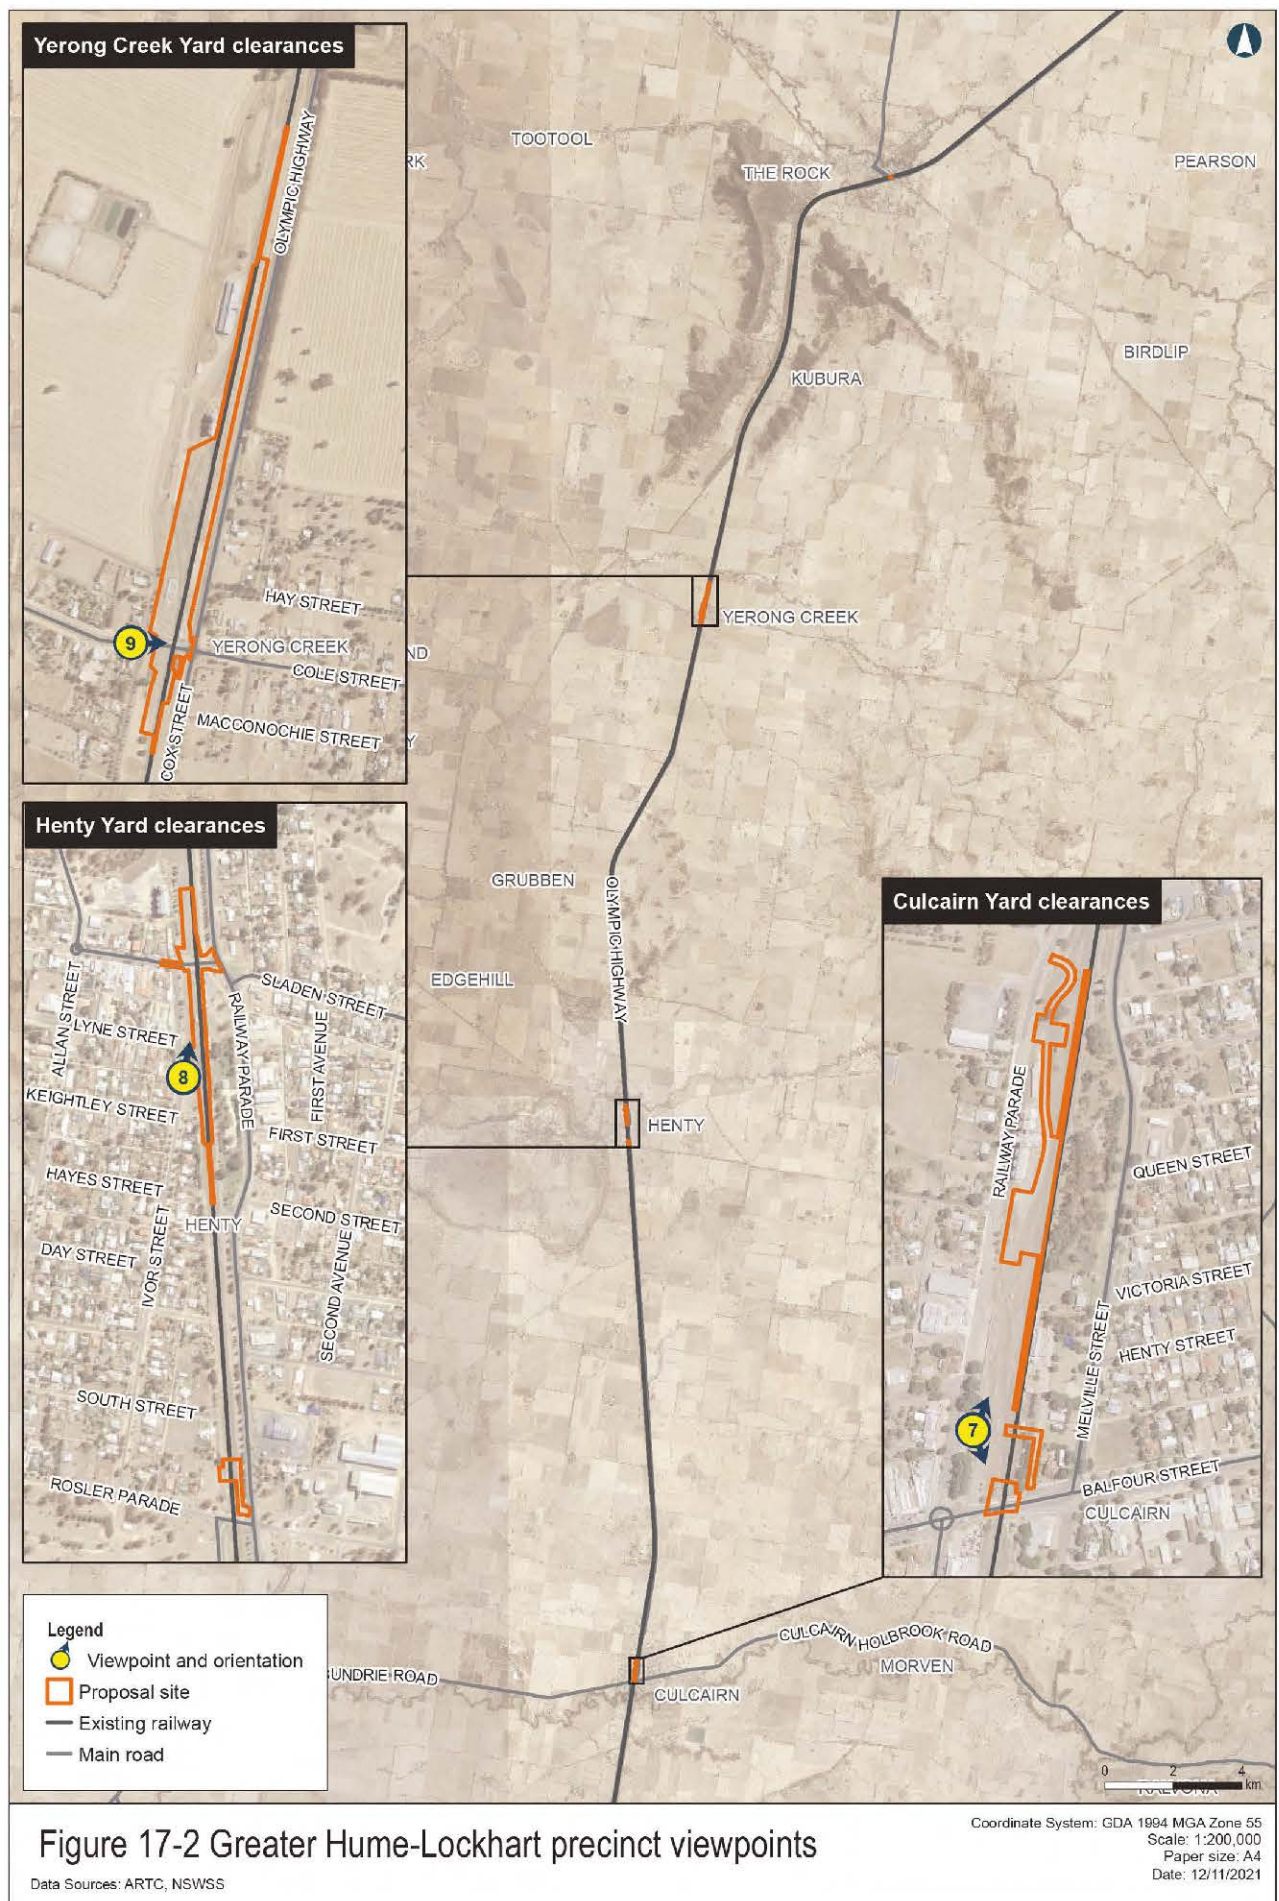 Yerong Creek Yard clearances
OLYMPIC HIGHWAY
HAY STREET
9
YERONG CREEK
COLE STREET
COX STREET
MACCONOCHIE STREET
TOOTOOL
RK
THE ROCK
PEARSON
BIRDLIP
KUBURA
YERONG CREEK
ND
Y
Henty Yard clearances
SLADEN STREET
ALLAN STREET
LYNE STREET
RAILWAY PARADE
FIRST AVENUE
8
KEIGHTLEY STREET
FIRST STREET
HAYES STREET
IVOR STREET
HENTY
SECOND STREET
DAY STREET
SECOND AVENUE
SOUTH STREET
ROSLER PARADE
GRUBBEN
OLYMPIC HIGHWAY
EDGEHILL
HENTY
Culcairn Yard clearances
RAILWAY PARADE
QUEEN STREET
VICTORIA STREET
MELVILLE STREET
HENTY STREET
7
BALFOUR STREET
CULCAIRN
Legend
Viewpoint and orientation
Proposal site
Existing railway
Main road
UNDRIE ROAD
CULCAIRN HOLBROOK ROAD
MORVEN
CULCAIRN
0 2 4
km
RALVONA
Figure 17-2 Greater Hume-Lockhart precinct viewpoints
Data Sources: ARTC, NSWSS
Coordinate System: GDA 1994 MGA Zone 55
Scale: 1:200,000
Paper size: A4
Date: 12/11/2021